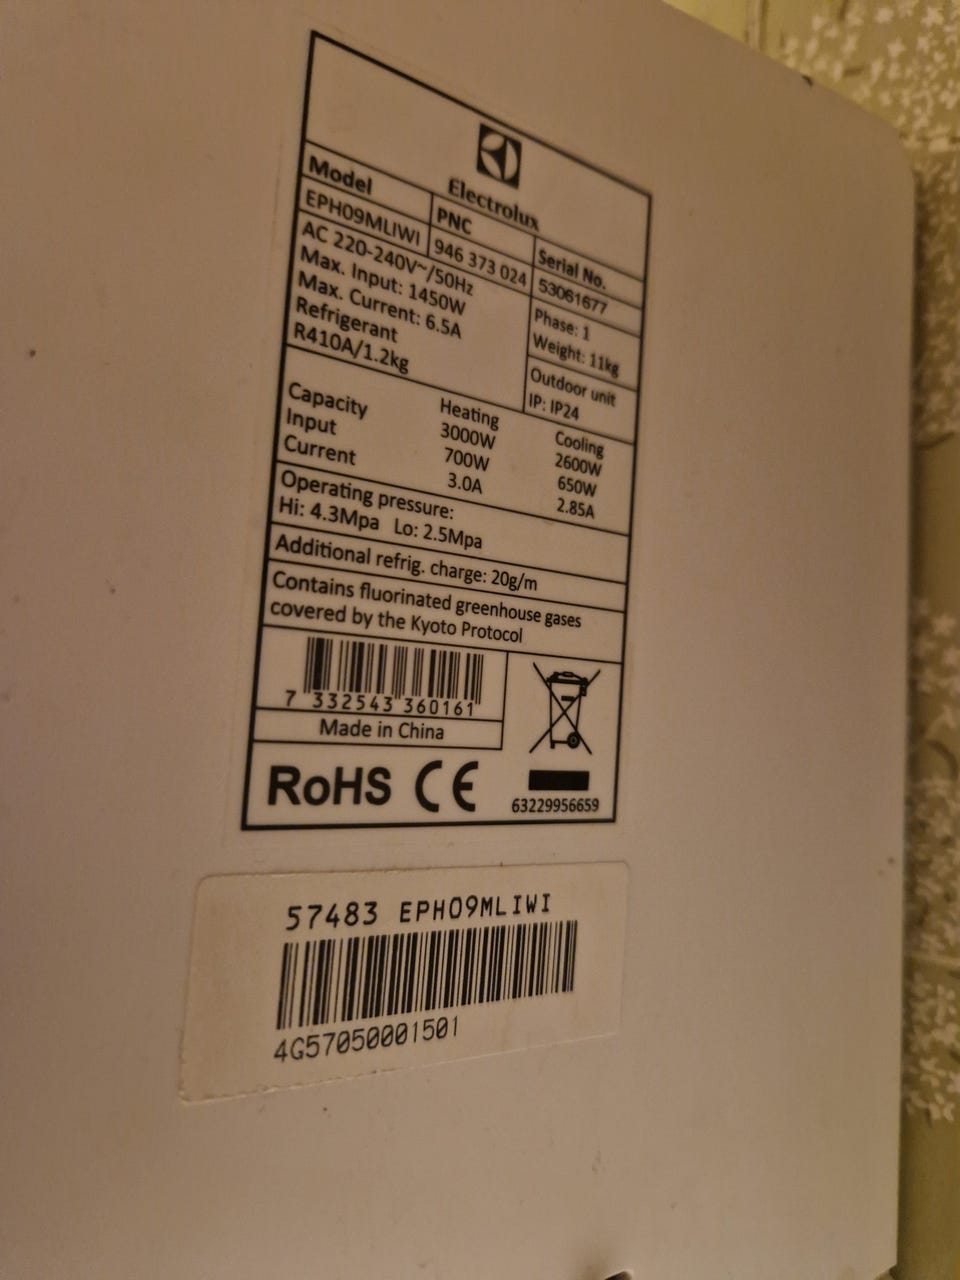 Electrolux
Model PNC Serial No.
EPH09MLIWI 946 373 024 53061677
AC 220-240V~/50Hz
Max. Input: 1450W
Max. Current: 6.5A
Refrigerant
R410A/1.2kg
Phase: 1
Weight: 11kg
Outdoor unit
IP: IP24
Heating Cooling
Capacity 3000W 2600W
Input 700W 650W
Current 3.0A 2.85A
Operating pressure:
Hi: 4.3Mpa Lo: 2.5Mpa
Additional refrig. charge: 20g/m
Contains fluorinated greenhouse gases
covered by the Kyoto Protocol
7 332543 360161
Made in China
RoHS CE
63229956659
57483 EPH09MLIWI
4G57050001501